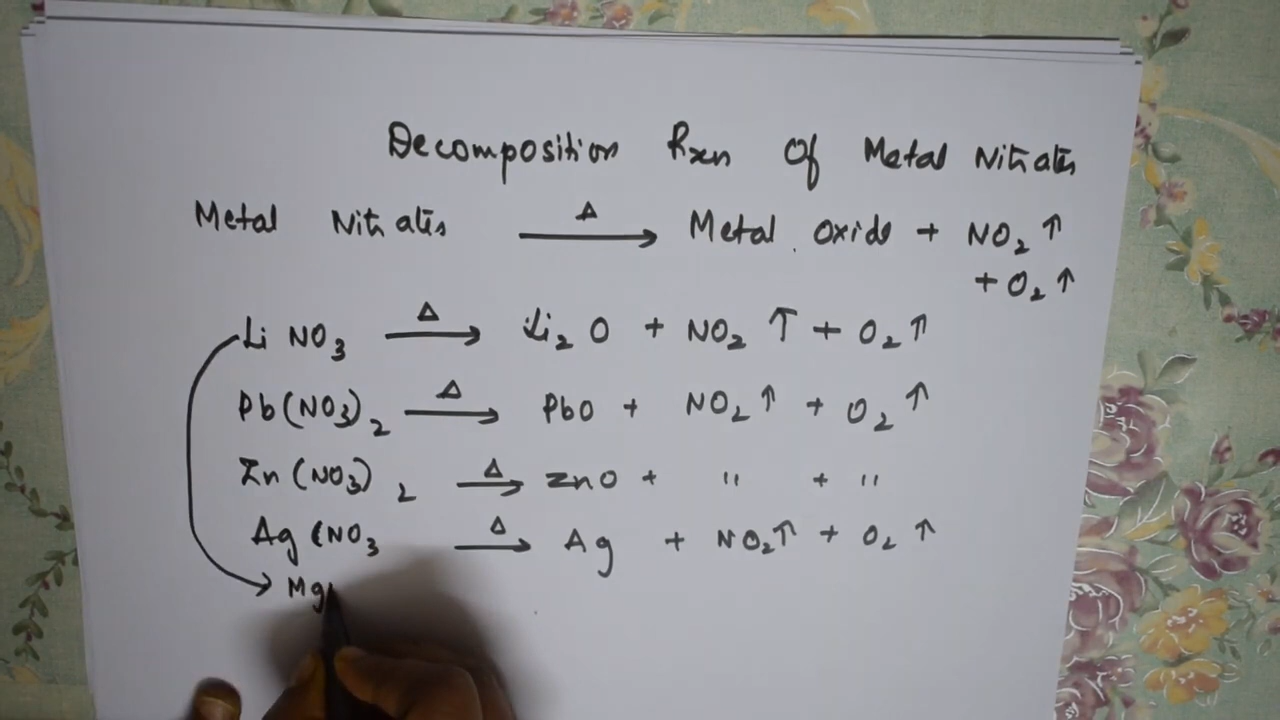 Decomposition Rxn Of Metal Nitrates
Metal Nitrates Δ→ Metal Oxide + NO₂↑
+ O₂↑
Li NO₃ Δ→ Li₂O + NO₂↑ + O₂↑
Pb(NO₃)₂ Δ→ PbO + NO₂↑ + O₂↑
Zn(NO₃)₂ Δ→ ZnO + " + "
Ag(NO₃ Δ→ Ag + NO₂↑ + O₂↑
→ Mg